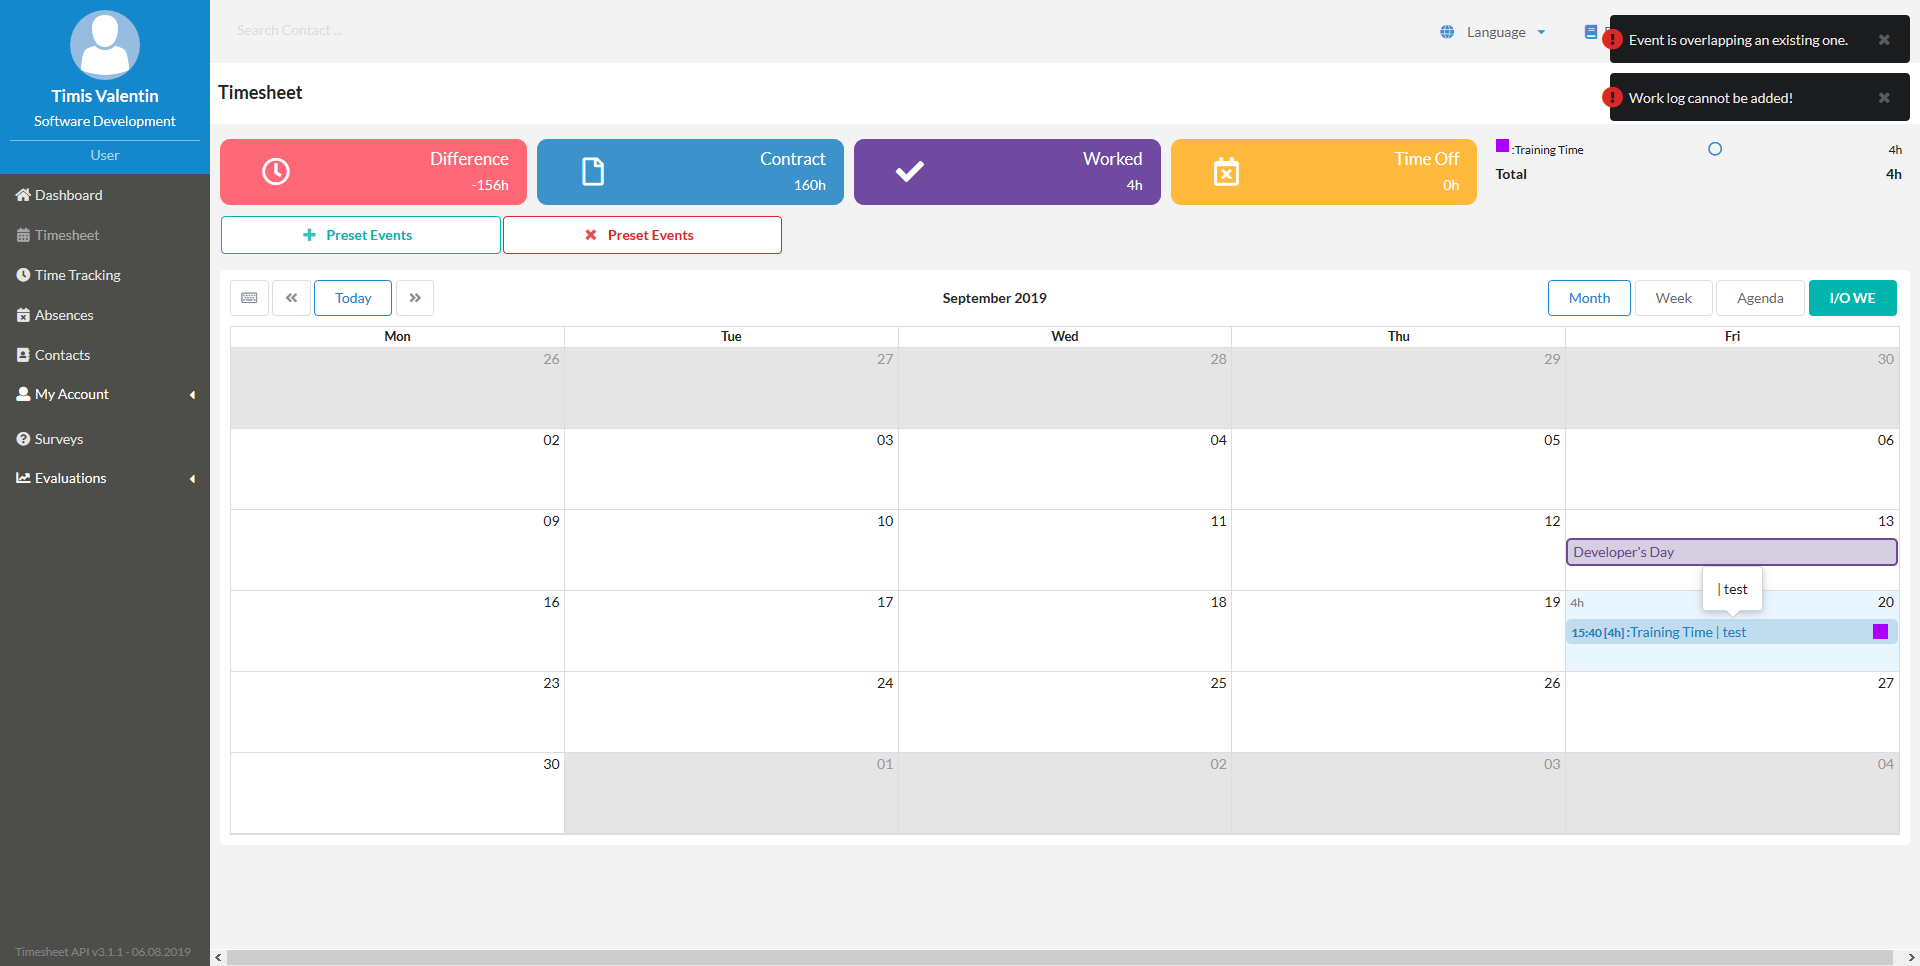 Timis Valentin
Software Development
User
Dashboard
Timesheet
Time Tracking
Absences
Contacts
My Account
Surveys
Evaluations
Timesheet API v3.1.1 - 06.08.2019
Search Contact ...
Language
Event is overlapping an existing one.
Work log cannot be added!
Timesheet
Difference
-156h
Contract
160h
Worked
4h
Time Off
0h
:Training Time 4h
Total 4h
Preset Events
Preset Events
Today
September 2019
Month Week Agenda I/O WE
Mon Tue Wed Thu Fri
26 27 28 29 30
02 03 04 05 06
09 10 11 12 13
Developer's Day
| test
16 17 18 19 4h 20
15:40 [4h] :Training Time | test
23 24 25 26 27
30 01 02 03 04